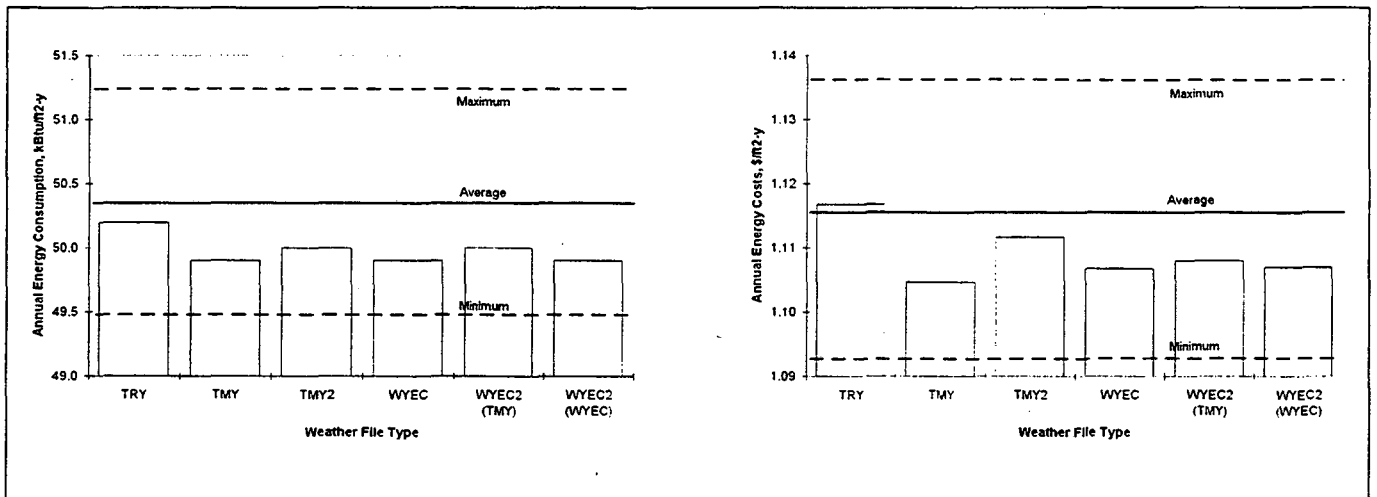 51.5
51.0
50.5
50.0
49.5
49.0
Annual Energy Consumption, kBtu/ft2-y
Maximum
Average
Minimum
TRY TMY TMY2 WYEC WYEC2 WYEC2
(TMY) (WYEC)
Weather File Type
1.14
1.13
1.12
1.11
1.10
1.09
Annual Energy Costs, $/ft2-y
Maximum
Average
Minimum
TRY TMY TMY2 WYEC WYEC2 WYEC2
(TMY) (WYEC)
Weather File Type